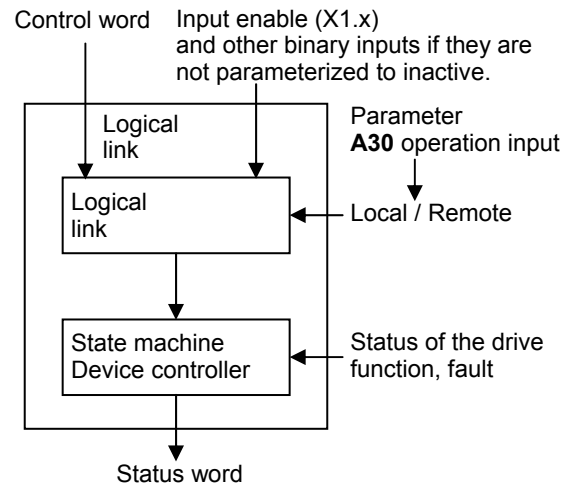 Control word
Input enable (X1.x)
and other binary inputs if they are
not parameterized to inactive.
Logical
link
Parameter
A30 operation input
Logical
link
Local / Remote
State machine
Device controller
Status of the drive
function, fault
Status word